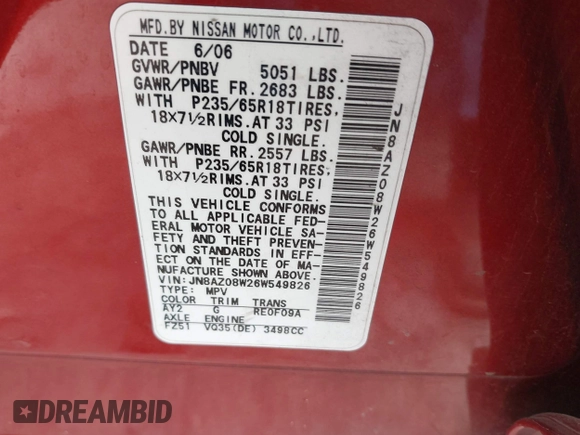 MFD.BY NISSAN MOTOR CO.,LTD.
DATE 6/06
GVWR/PNBV 5051 LBS.
GAWR/PNBE FR.2683 LBS.
WITH P235/65R18TIRES,
18×7½RIMS.AT 33 PSI
COLD SINGLE.
GAWR/PNBE RR.2557 LBS.
WITH P235/65R18TIRES,
18×7½RIMS.AT 33 PSI
COLD SINGLE.
THIS VEHICLE CONFORMS
TO ALL APPLICABLE FED-
ERAL MOTOR VEHICLE SA-
FETY AND THEFT PREVEN-
TION STANDARDS IN EFF-
ECT ON THE DATE OF MA-
NUFACTURE SHOWN ABOVE.
VIN:JN8AZ08W26W549826
TYPE: MPV
COLOR TRIM TRANS
AY2 G RE0F09A
AXLE ENGINE
FZ51 VQ35(DE) 3498CC
JN8AZ08W26W549826
DREAMBID